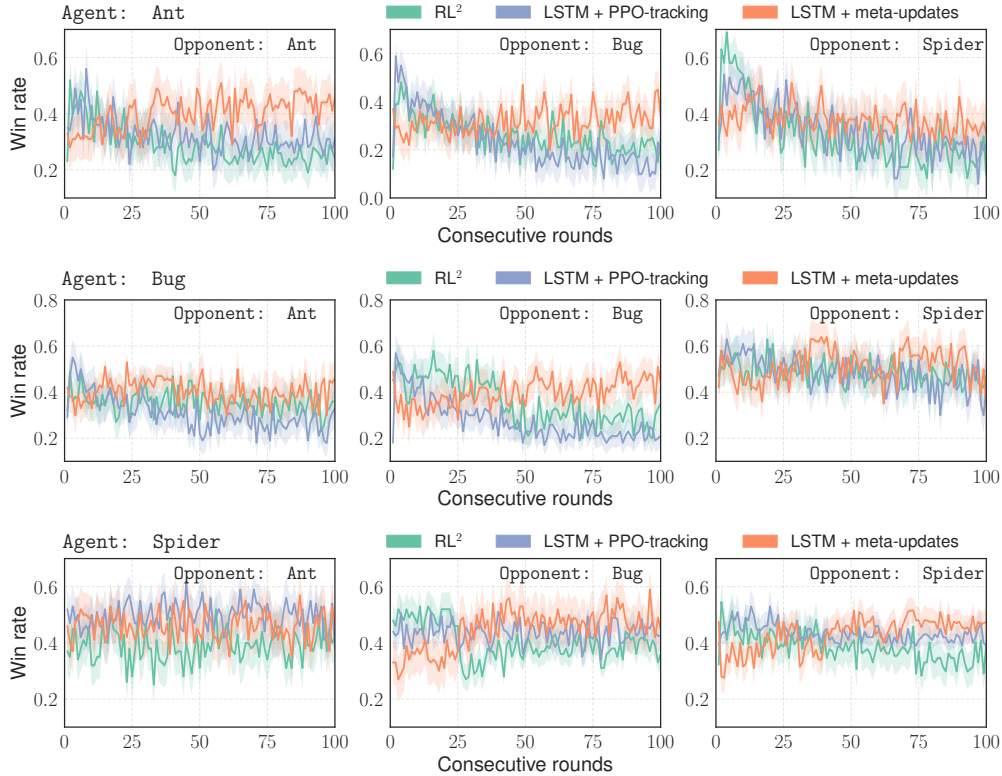 Agent: Ant
RL² LSTM + PPO-tracking LSTM + meta-updates
Opponent: Ant Opponent: Bug Opponent: Spider
Win rate
0.6 0.4 0.2
0.6 0.4 0.2 0.0
0.6 0.4 0.2
0 25 50 75 100 0 25 50 75 100 0 25 50 75 100
Consecutive rounds
Agent: Bug
RL² LSTM + PPO-tracking LSTM + meta-updates
Opponent: Ant Opponent: Bug Opponent: Spider
Win rate
0.8 0.6 0.4 0.2
0.8 0.6 0.4 0.2
0.8 0.6 0.4 0.2
0 25 50 75 100 0 25 50 75 100 0 25 50 75 100
Consecutive rounds
Agent: Spider
RL² LSTM + PPO-tracking LSTM + meta-updates
Opponent: Ant Opponent: Bug Opponent: Spider
Win rate
0.6 0.4 0.2
0.6 0.4 0.2
0.6 0.4 0.2
0 25 50 75 100 0 25 50 75 100 0 25 50 75 100
Consecutive rounds